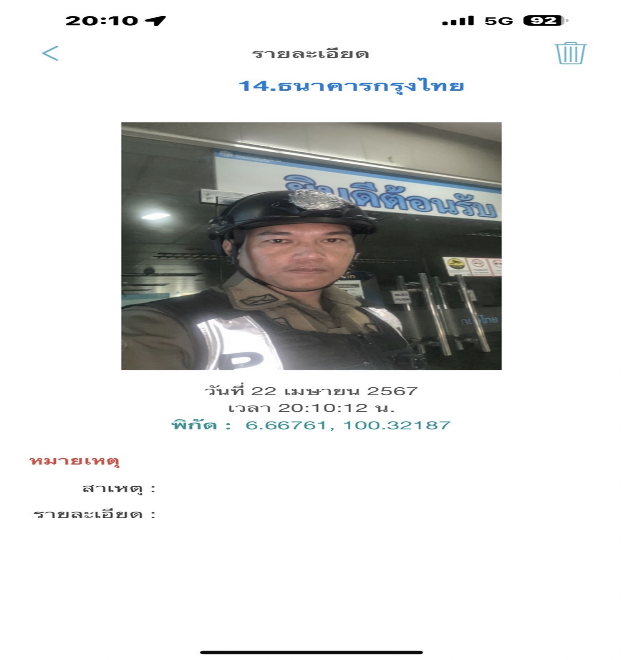 20:10
5G 92
รายละเอียด
14.ธนาคารกรุงไทย
ยินดีต้อนรับ
วันที่ 22 เมษายน 2567
เวลา 20:10:12 น.
พิกัด : 6.66761, 100.32187
หมายเหตุ
สาเหตุ :
รายละเอียด :